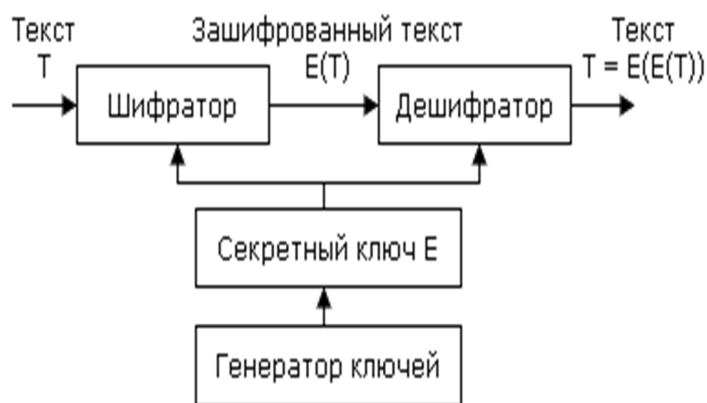 Текст
T
Зашифрованный текст
E(T)
Текст
T = E(E(T))
Шифратор
Дешифратор
Секретный ключ E
Генератор ключей